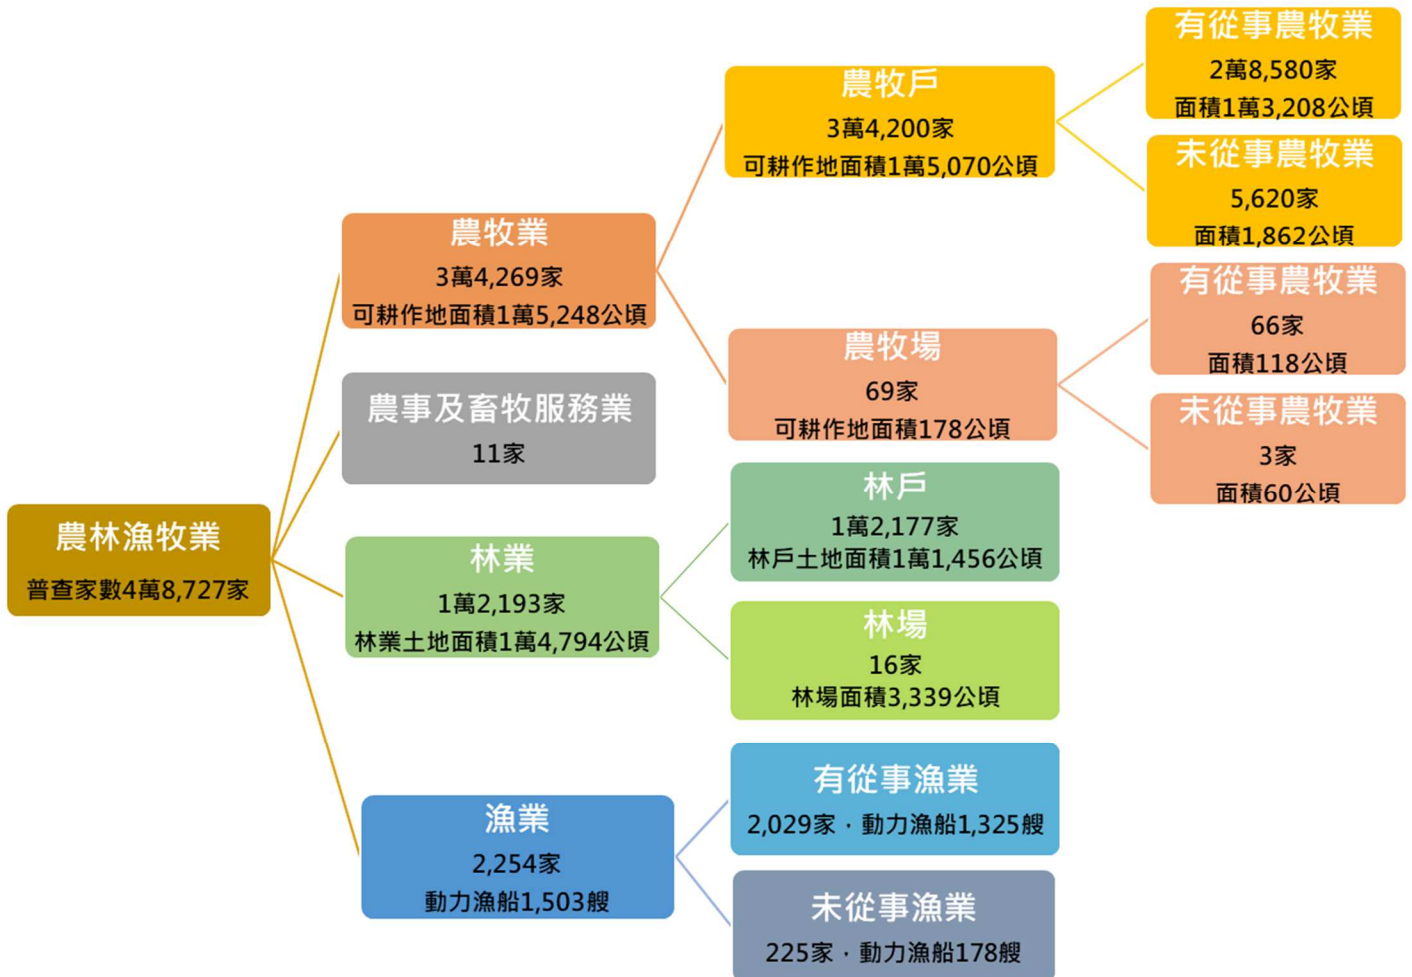 農林漁牧業
普查家數4萬8,727家
農牧業
3萬4,269家
可耕作地面積1萬5,248公頃
農牧戶
3萬4,200家
可耕作地面積1萬5,070公頃
有從事農牧業
2萬8,580家
面積1萬3,208公頃
未從事農牧業
5,620家
面積1,862公頃
農牧場
69家
可耕作地面積178公頃
有從事農牧業
66家
面積118公頃
未從事農牧業
3家
面積60公頃
農事及畜牧服務業
11家
林業
1萬2,193家
林業土地面積1萬4,794公頃
林戶
1萬2,177家
林戶土地面積1萬1,456公頃
林場
16家
林場面積3,339公頃
漁業
2,254家
動力漁船1,503艘
有從事漁業
2,029家．動力漁船1,325艘
未從事漁業
225家．動力漁船178艘